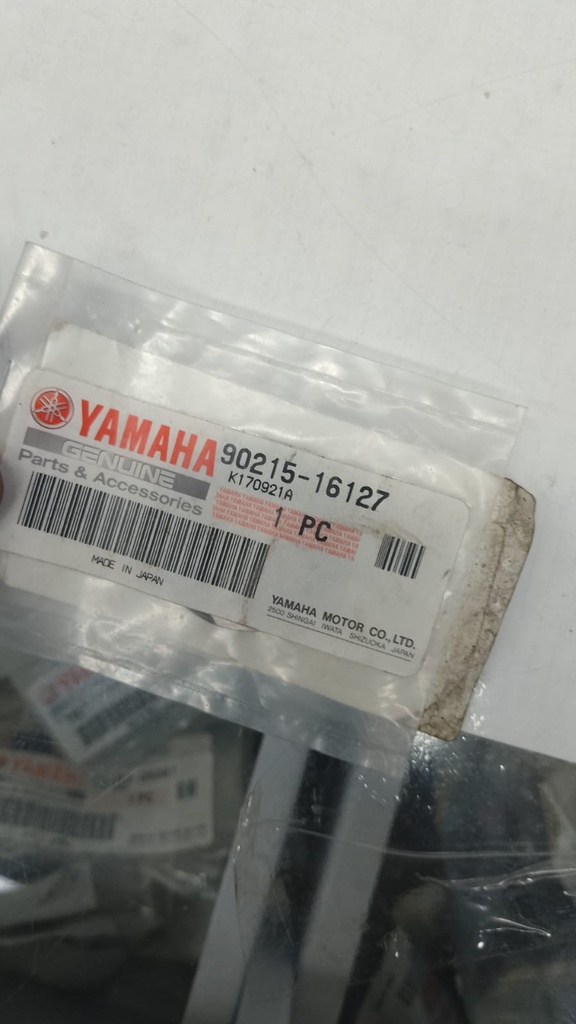 YAMAHA
GENUINE
Parts & Accessories
90215-16127
K170921A
1 PC
MADE IN JAPAN
YAMAHA MOTOR CO., LTD.
2500 SHINGAI IWATA SHIZUOKA JAPAN